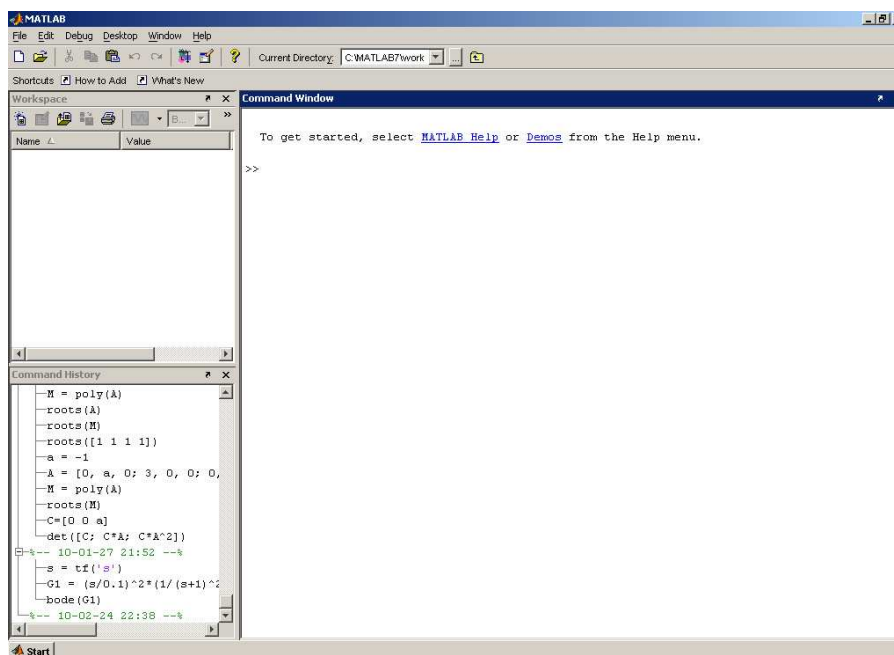 MATLAB
File Edit Debug Desktop Window Help
Current Directory: C:\MATLAB7\work ...
Shortcuts How to Add What's New
Workspace
B...
Name Value
Command History
M = poly(A)
roots(A)
roots(M)
roots([1 1 1 1])
a = -1
A = [0, a, 0; 3, 0, 0; 0,
M = poly(A)
roots(M)
C=[0 0 a]
det([C; C*A; C*A^2])
%-- 10-01-27 21:52 --%
s = tf('s')
G1 = (s/0.1)^2*(1/(s+1)^2
bode(G1)
%-- 10-02-24 22:38 --%
Command Window
To get started, select MATLAB Help or Demos from the Help menu.
>>
Start